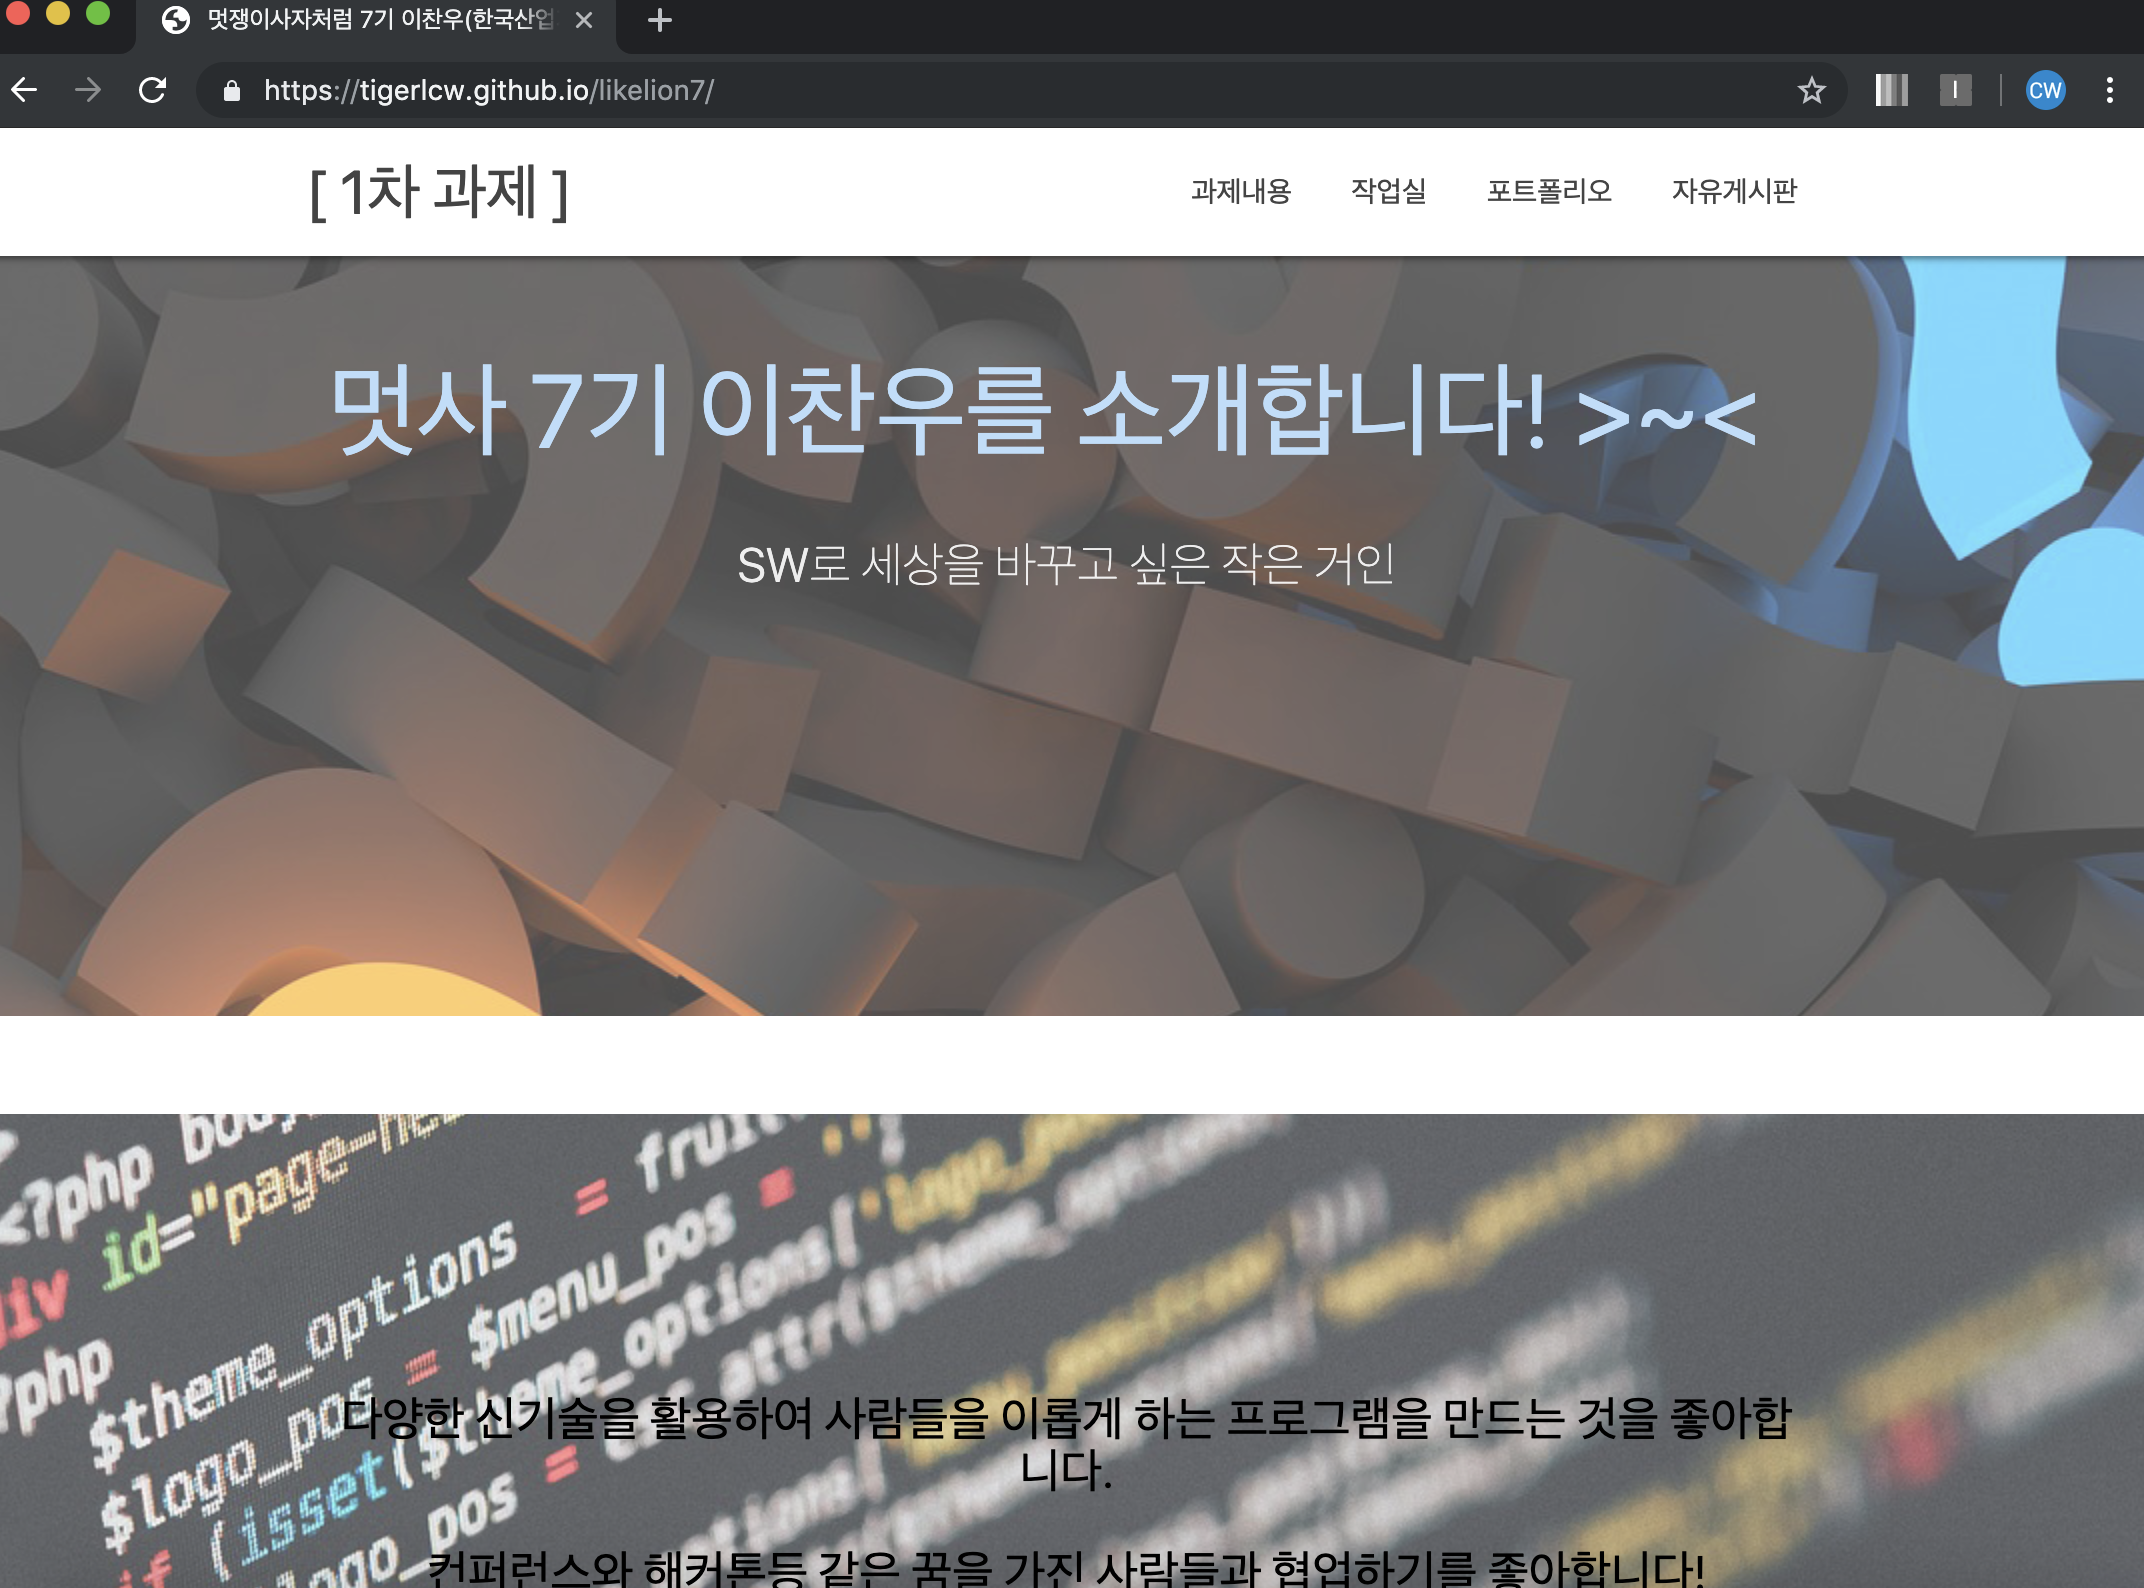 멋쟁이사자처럼 7기 이찬우(한국산업
https://tigerlcw.github.io/likelion7/
CW
[ 1차 과제 ]
과제내용 작업실 포트폴리오 자유게시판
멋사 7기 이찬우를 소개합니다! >~<
SW로 세상을 바꾸고 싶은 작은 거인
<?php
id="page-
$theme_options = 
$logo_pos = $menu_pos =
if (isset($theme_options['logo_
logo_pos = esc_attr($theme_
다양한 신기술을 활용하여 사람들을 이롭게 하는 프로그램을 만드는 것을 좋아합
니다.
컨퍼런스와 해커톤등 같은 꿈을 가진 사람들과 협업하기를 좋아합니다!